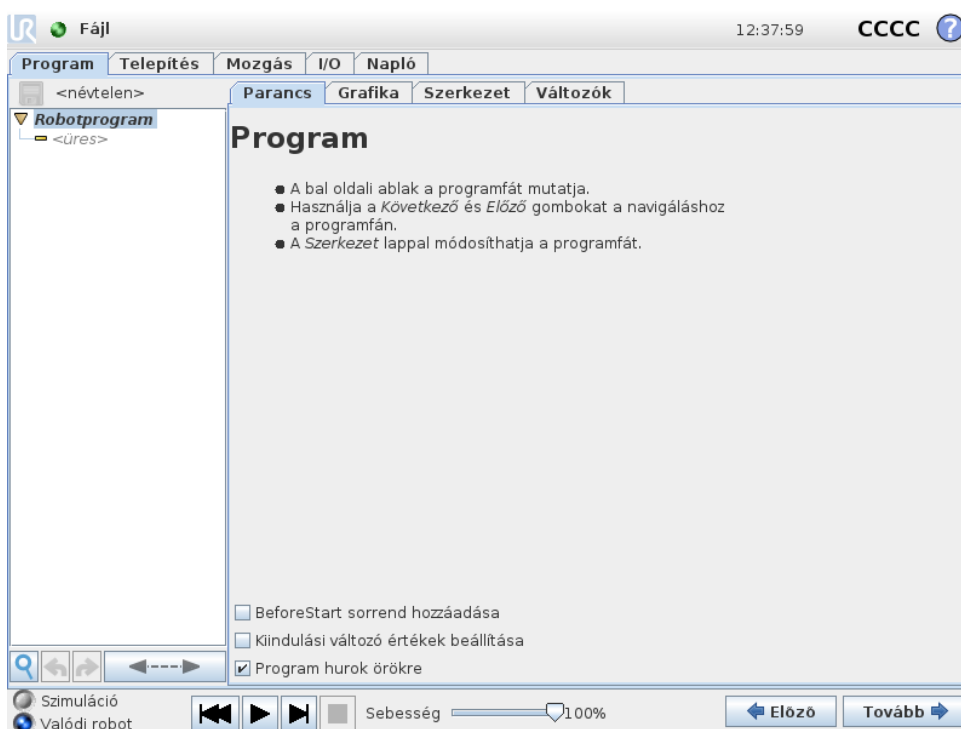 UR Fájl 12:37:59 CCCC ?
Program Telepítés Mozgás I/O Napló
<névtelen> Parancs Grafika Szerkezet Változók
Robotprogram
<üres>
Program
A bal oldali ablak a programfát mutatja.
Használja a Következő és Előző gombokat a navigáláshoz
a programfán.
A Szerkezet lappal módosíthatja a programfát.
BeforeStart sorrend hozzáadása
Kiindulási változó értékek beállítása
Program hurok örökre
Szimuláció
Valódi robot
Sebesség 100% Előző Tovább